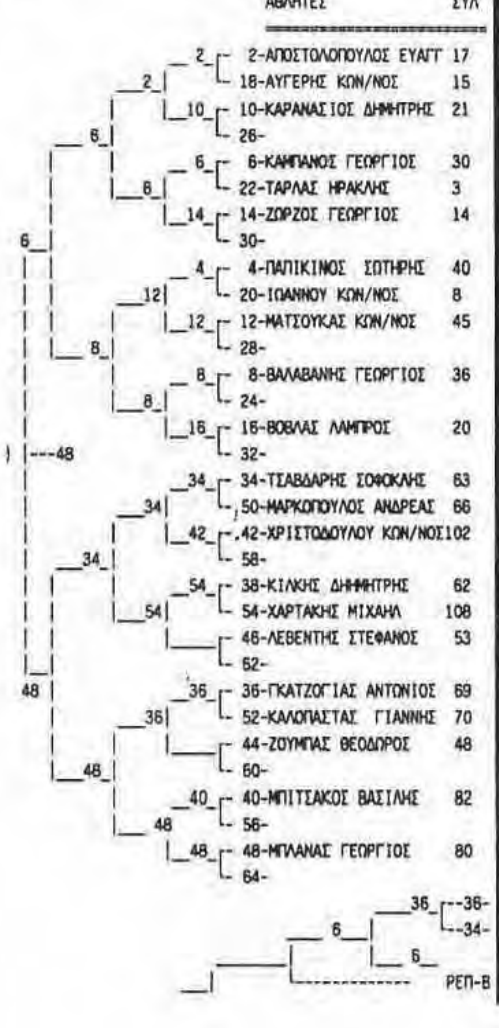 ΑΘΛΗΤΕΣ ΣΥΛ
2 2-ΑΠΟΣΤΟΛΟΠΟΥΛΟΣ ΕΥΑΓΓ 17
2 18-ΑΥΓΕΡΗΣ ΚΩΝ/ΝΟΣ 15
10 10-ΚΑΡΑΝΑΣΙΟΣ ΔΗΜΗΤΡΗΣ 21
6 26-
6 6-ΚΑΜΠΑΝΟΣ ΓΕΩΡΓΙΟΣ 30
6 22-ΤΑΡΛΑΣ ΗΡΑΚΛΗΣ 3
14 14-ΖΩΡΖΟΣ ΓΕΩΡΓΙΟΣ 14
6 30-
4 4-ΠΑΠΙΚΙΝΟΣ ΣΩΤΗΡΗΣ 40
12 20-ΙΩΑΝΝΟΥ ΚΩΝ/ΝΟΣ 8
12 12-ΜΑΤΣΟΥΚΑΣ ΚΩΝ/ΝΟΣ 45
8 28-
8 8-ΒΑΛΑΒΑΝΗΣ ΓΕΩΡΓΙΟΣ 36
8 24-
16 16-ΒΟΒΛΑΣ ΛΑΜΠΡΟΣ 20
) ---48 32-
34 34-ΤΣΑΒΔΑΡΗΣ ΣΟΦΟΚΛΗΣ 63
34 50-ΜΑΡΚΟΠΟΥΛΟΣ ΑΝΔΡΕΑΣ 66
42 42-ΧΡΙΣΤΟΔΟΥΛΟΥ ΚΩΝ/ΝΟΣ102
34 58-
54 38-ΚΙΛΚΗΣ ΔΗΗΜΗΤΡΗΣ 62
54 54-ΧΑΡΤΑΚΗΣ ΜΙΧΑΗΛ 108
46-ΛΕΒΕΝΤΗΣ ΣΤΕΦΑΝΟΣ 53
62-
48 36 36-ΓΚΑΤΖΟΓΙΑΣ ΑΝΤΩΝΙΟΣ 69
36 52-ΚΑΛΟΠΑΣΤΑΣ ΓΙΑΝΝΗΣ 70
44-ΖΟΥΜΠΑΣ ΘΕΟΔΩΡΟΣ 48
48 60-
40 40-ΜΠΙΤΣΑΚΟΣ ΒΑΣΙΛΗΣ 82
48 56-
48 48-ΜΠΛΑΝΑΣ ΓΕΩΡΓΙΟΣ 80
64-
36 --36-
6 --34-
6
ΡΕΠ-Β